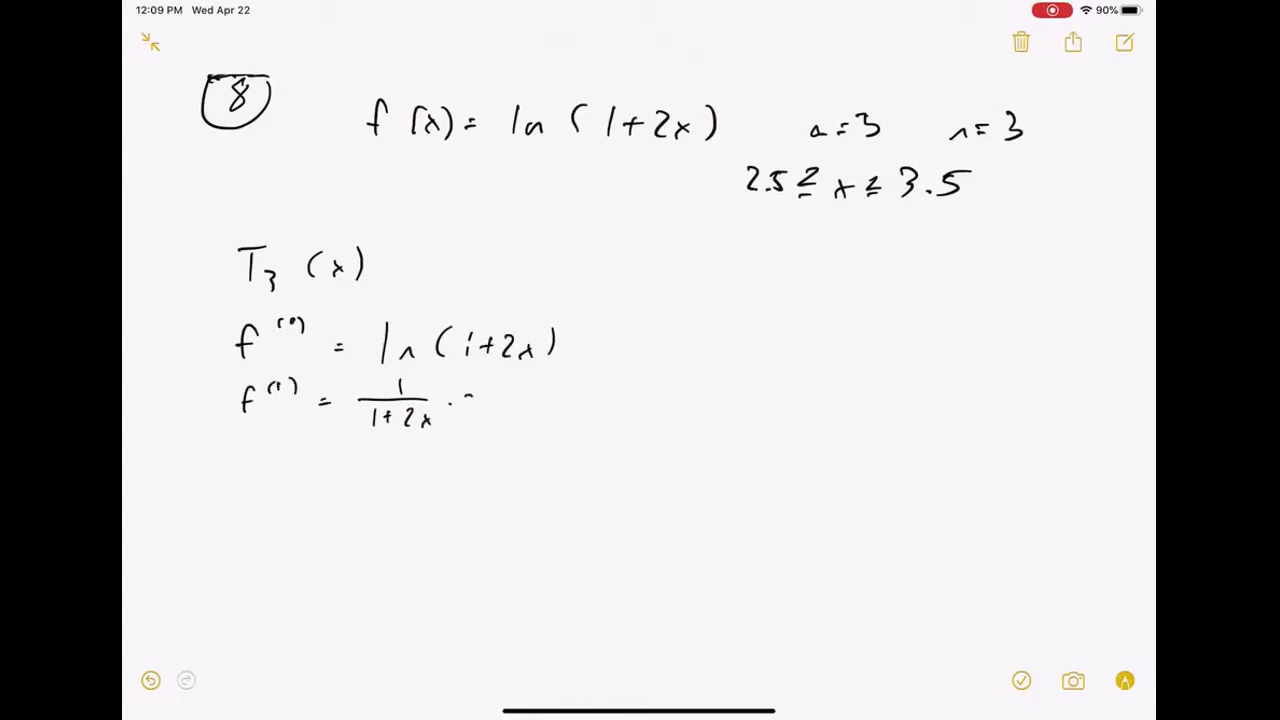 12:09 PM Wed Apr 22 90%
8 f(x) = ln(1+2x) a=3 n=3
2.5 ≤ x ≤ 3.5
T₃(x)
f⁽⁰⁾ = ln(1+2x)
f⁽¹⁾ = 1/(1+2x) ·